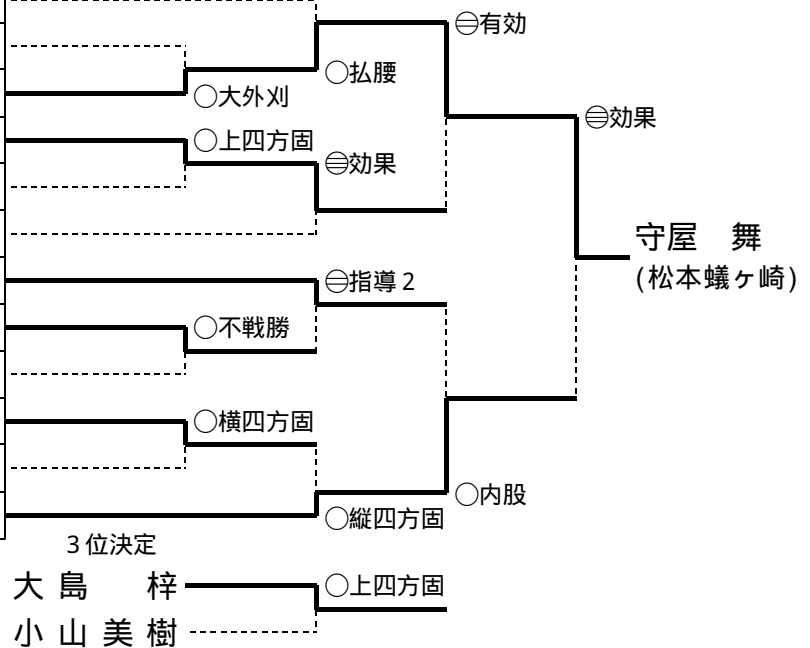 ㊀有効
○払腰
○大外刈
㊀効果
○上四方固
㊀効果
守屋 舞
(松本蟻ヶ崎)
㊀指導2
○不戦勝
○横四方固
○内股
○縦四方固
3位決定
大島 梓
○上四方固
小山美樹